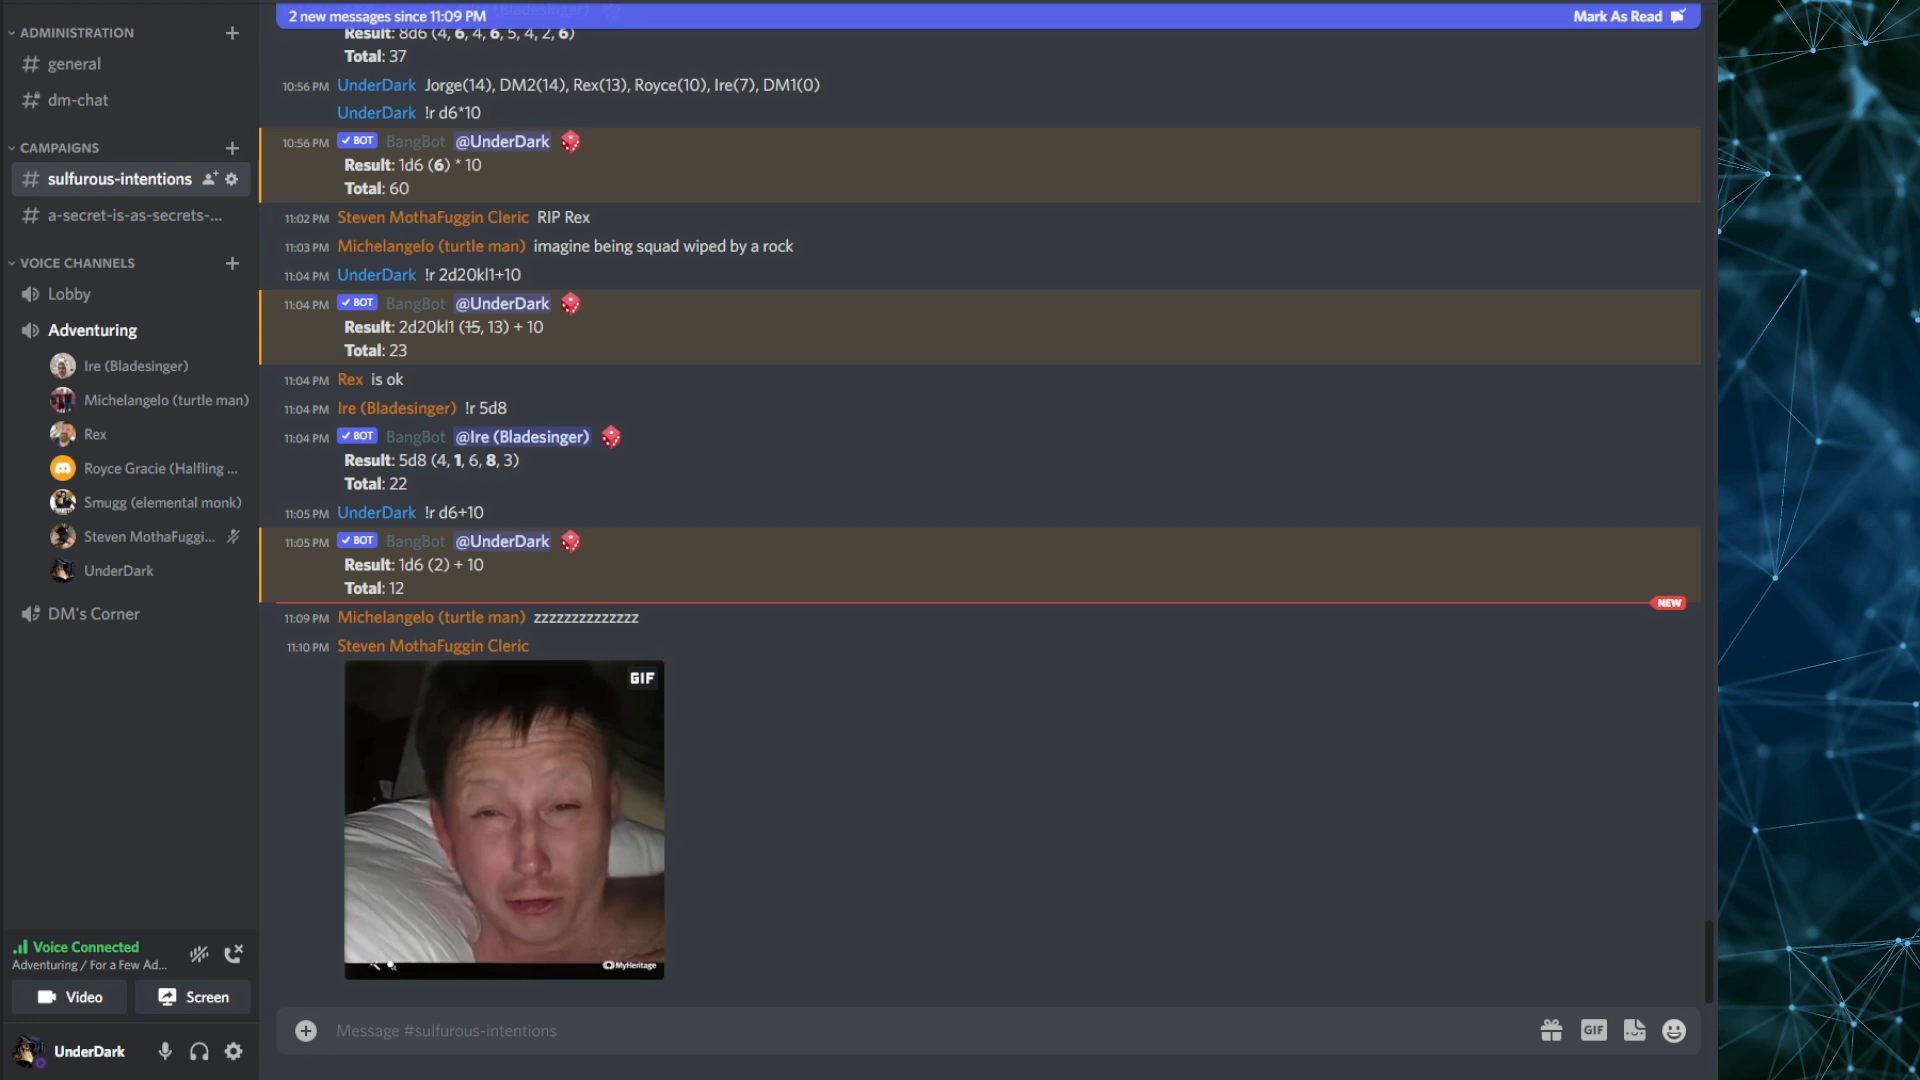 ADMINISTRATION
general
dm-chat
CAMPAIGNS
sulfurous-intentions
a-secret-is-as-secrets-...
VOICE CHANNELS
Lobby
Adventuring
Ire (Bladesinger)
Michelangelo (turtle man)
Rex
Royce Gracie (Halfling ...
Smugg (elemental monk)
Steven MothaFuggi...
UnderDark
DM's Corner
Voice Connected
Adventuring / For a Few Ad...
Video
Screen
UnderDark
2 new messages since 11:09 PM
Mark As Read
Result: 8d6 (4, 6, 4, 6, 5, 4, 2, 6)
Total: 37
10:56 PM UnderDark Jorge(14), DM2(14), Rex(13), Royce(10), Ire(7), DM1(0)
UnderDark !r d6*10
10:56 PM BOT BangBot @UnderDark
Result: 1d6 (6) * 10
Total: 60
11:02 PM Steven MothaFuggin Cleric RIP Rex
11:03 PM Michelangelo (turtle man) imagine being squad wiped by a rock
11:04 PM UnderDark !r 2d20kl1+10
11:04 PM BOT BangBot @UnderDark
Result: 2d20kl1 (15, 13) + 10
Total: 23
11:04 PM Rex is ok
11:04 PM Ire (Bladesinger) !r 5d8
11:04 PM BOT BangBot @Ire (Bladesinger)
Result: 5d8 (4, 1, 6, 8, 3)
Total: 22
11:05 PM UnderDark !r d6+10
11:05 PM BOT BangBot @UnderDark
Result: 1d6 (2) + 10
Total: 12
NEW
11:09 PM Michelangelo (turtle man) zzzzzzzzzzzzzz
11:10 PM Steven MothaFuggin Cleric
GIF
MyHeritage
Message #sulfurous-intentions
GIF